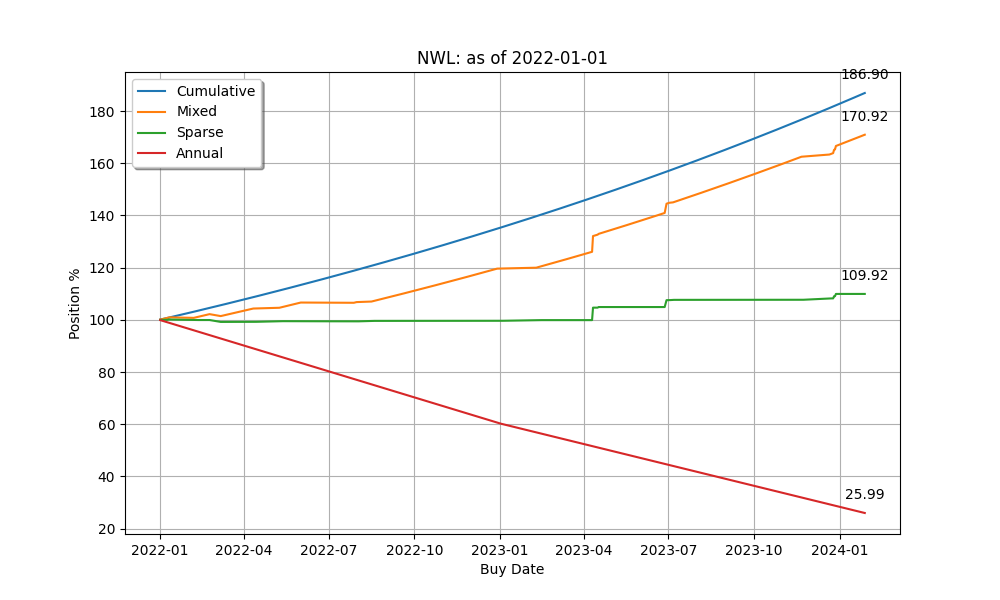 NWL: as of 2022-01-01
186.90
Cumulative
Mixed
Sparse
Annual
170.92
109.92
25.99
Position %
180
160
140
120
100
80
60
40
20
2022-01 2022-04 2022-07 2022-10 2023-01 2023-04 2023-07 2023-10 2024-01
Buy Date